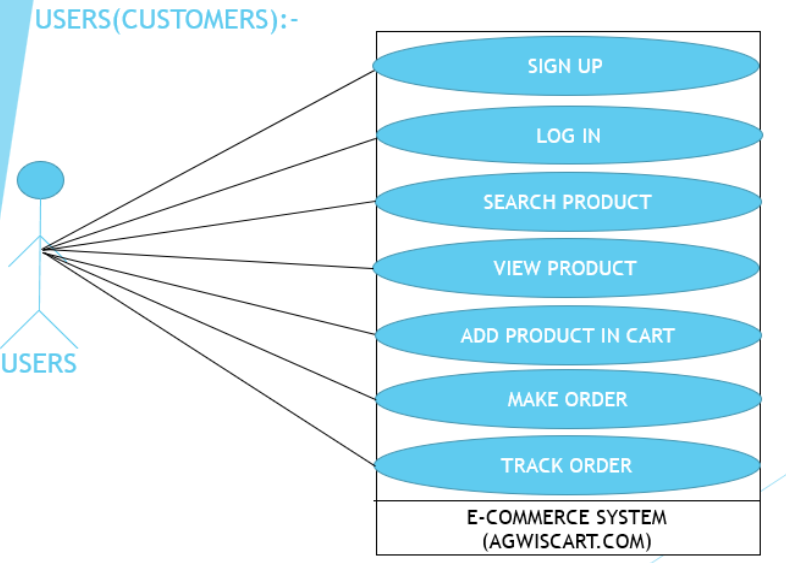 USERS(CUSTOMERS):-
SIGN UP
LOG IN
SEARCH PRODUCT
VIEW PRODUCT
ADD PRODUCT IN CART
MAKE ORDER
TRACK ORDER
USERS
E-COMMERCE SYSTEM
(AGWISCART.COM)